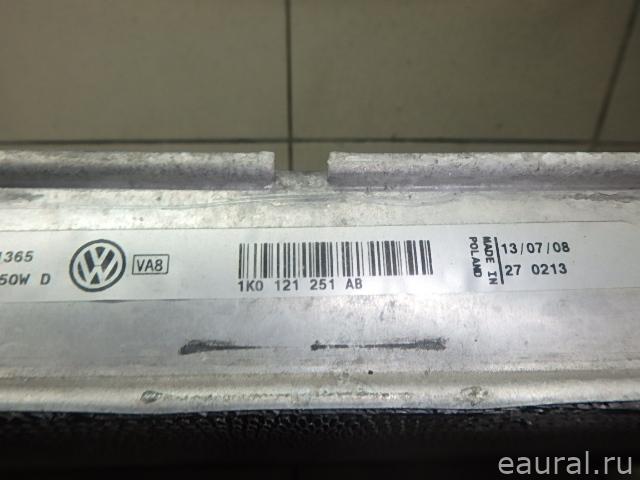 1365
50W D
VA8
1K0 121 251 AB
MADE IN
POLAND
13/07/08
27 0213
eaural.ru